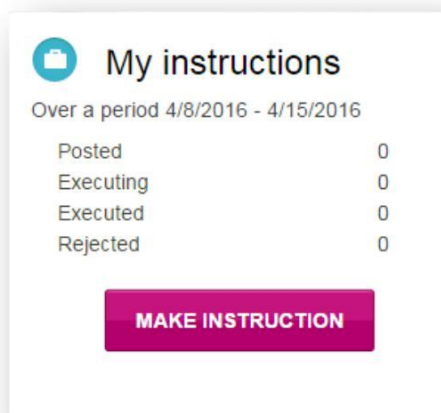 My instructions
Over a period 4/8/2016 - 4/15/2016
Posted 0
Executing 0
Executed 0
Rejected 0
MAKE INSTRUCTION